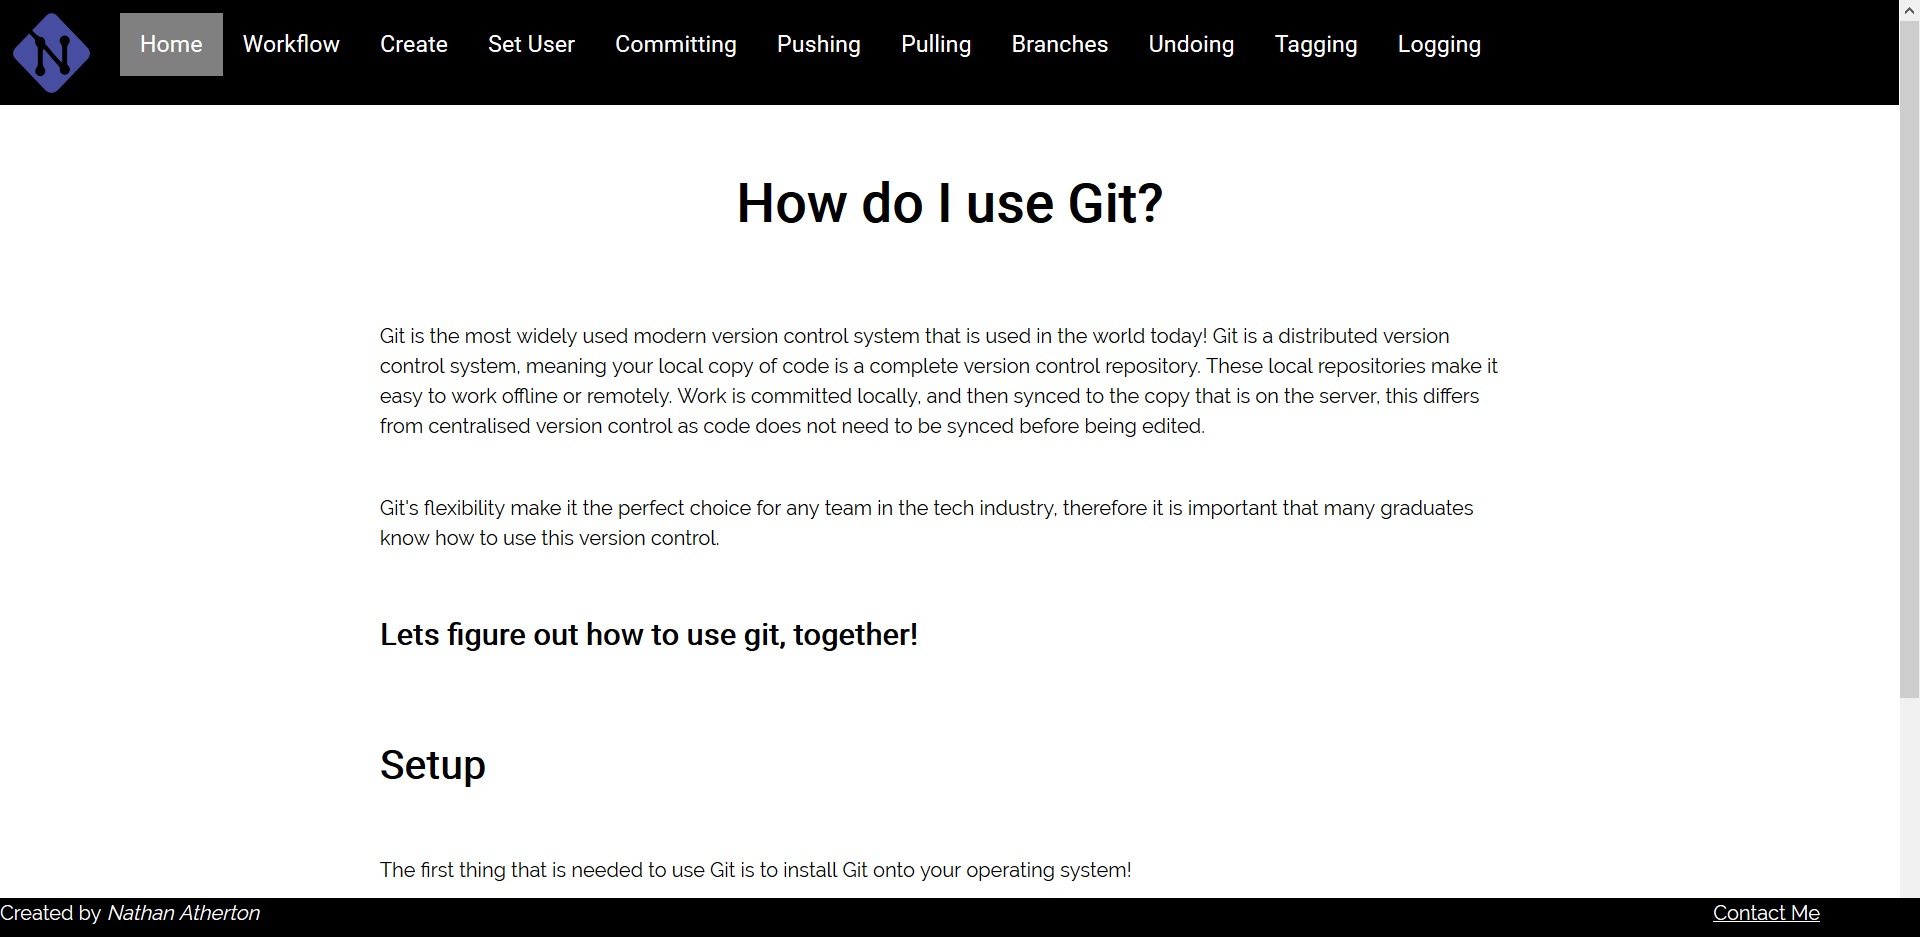 N
Home Workflow Create Set User Committing Pushing Pulling Branches Undoing Tagging Logging
How do I use Git?
Git is the most widely used modern version control system that is used in the world today! Git is a distributed version
control system, meaning your local copy of code is a complete version control repository. These local repositories make it
easy to work offline or remotely. Work is committed locally, and then synced to the copy that is on the server, this differs
from centralised version control as code does not need to be synced before being edited.
Git's flexibility make it the perfect choice for any team in the tech industry, therefore it is important that many graduates
know how to use this version control.
Lets figure out how to use git, together!
Setup
The first thing that is needed to use Git is to install Git onto your operating system!
Created by Nathan Atherton Contact Me